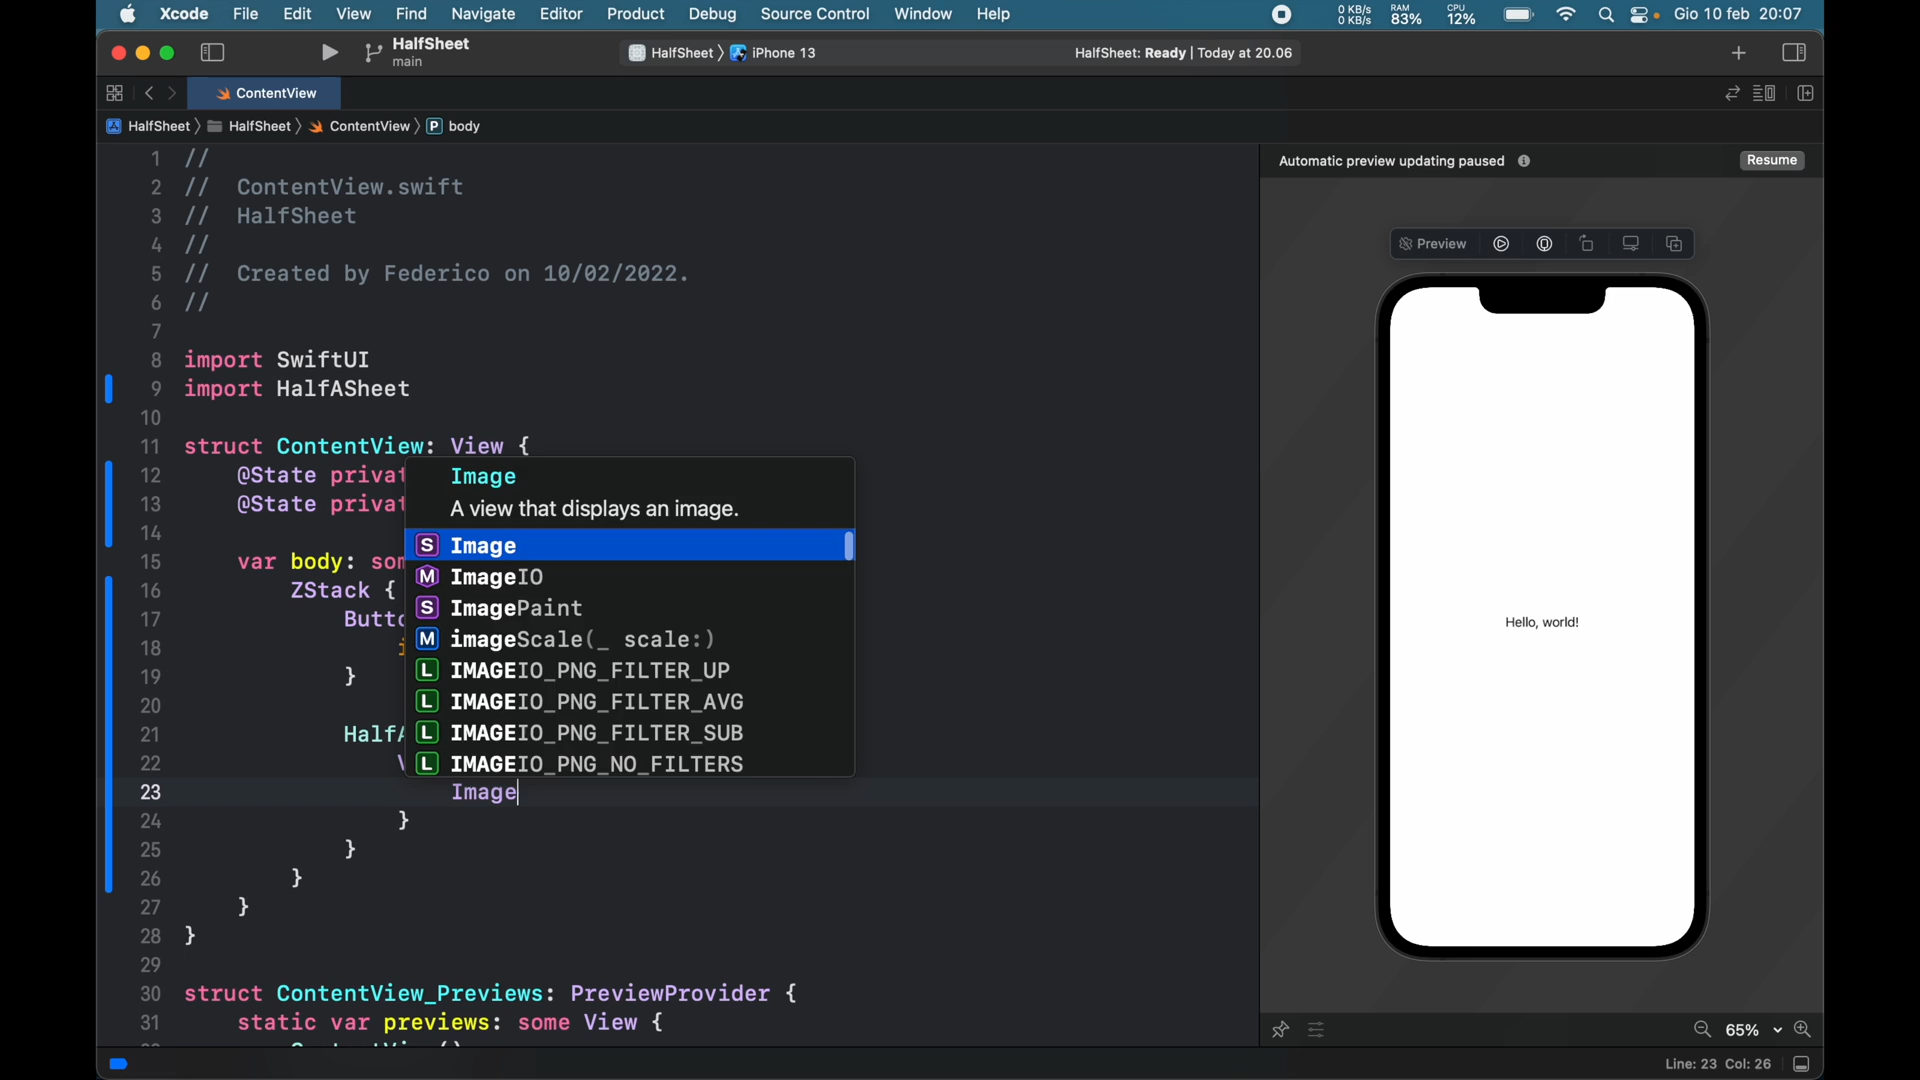 Xcode File Edit View Find Navigate Editor Product Debug Source Control Window Help 0 KB/s 0 KB/s RAM 83% CPU 12% Gio 10 feb 20:07
HalfSheet
main
HalfSheet 〉 iPhone 13 HalfSheet: Ready | Today at 20.06
ContentView
HalfSheet 〉 HalfSheet 〉 ContentView 〉 P body
1 //
2 // ContentView.swift
3 // HalfSheet
4 //
5 // Created by Federico on 10/02/2022.
6 //
7
8 import SwiftUI
9 import HalfASheet
10
11 struct ContentView: View {
12 @State privat
13 @State privat
14
15 var body: som
16 ZStack {
17 Butto
18 i
19 }
20
21 HalfA
22 V
23 Image
24 }
25 }
26 }
27 }
28 }
29
30 struct ContentView_Previews: PreviewProvider {
31 static var previews: some View {
Image
A view that displays an image.
S Image
M ImageIO
S ImagePaint
M imageScale(_ scale:)
L IMAGEIO_PNG_FILTER_UP
L IMAGEIO_PNG_FILTER_AVG
L IMAGEIO_PNG_FILTER_SUB
L IMAGEIO_PNG_NO_FILTERS
Automatic preview updating paused Resume
Preview
Hello, world!
65%
Line: 23 Col: 26